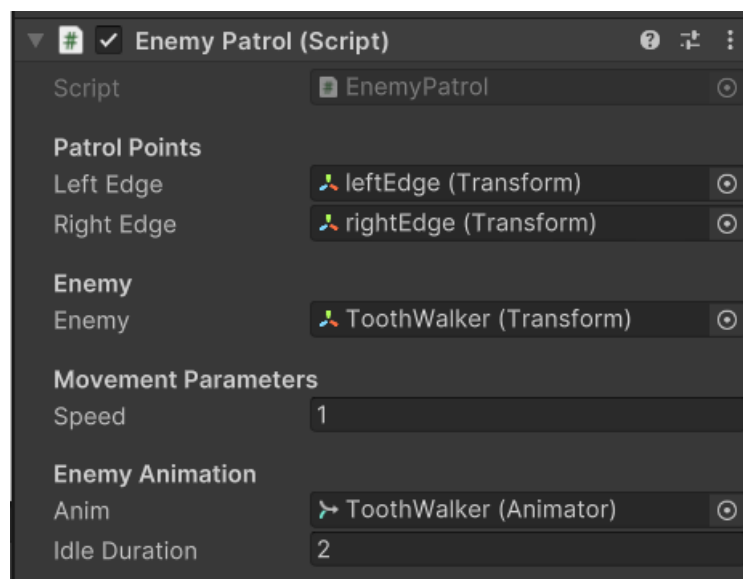 Enemy Patrol (Script)
Script EnemyPatrol
Patrol Points
Left Edge leftEdge (Transform)
Right Edge rightEdge (Transform)
Enemy
Enemy ToothWalker (Transform)
Movement Parameters
Speed 1
Enemy Animation
Anim ToothWalker (Animator)
Idle Duration 2